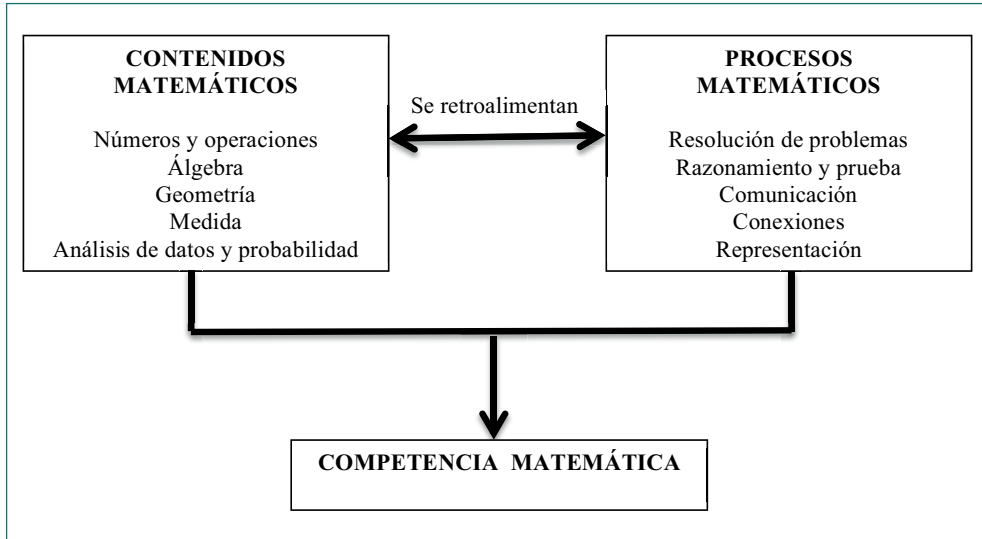 CONTENIDOS
MATEMÁTICOS
Números y operaciones
Álgebra
Geometría
Medida
Análisis de datos y probabilidad
Se retroalimentan
PROCESOS
MATEMÁTICOS
Resolución de problemas
Razonamiento y prueba
Comunicación
Conexiones
Representación
COMPETENCIA MATEMÁTICA